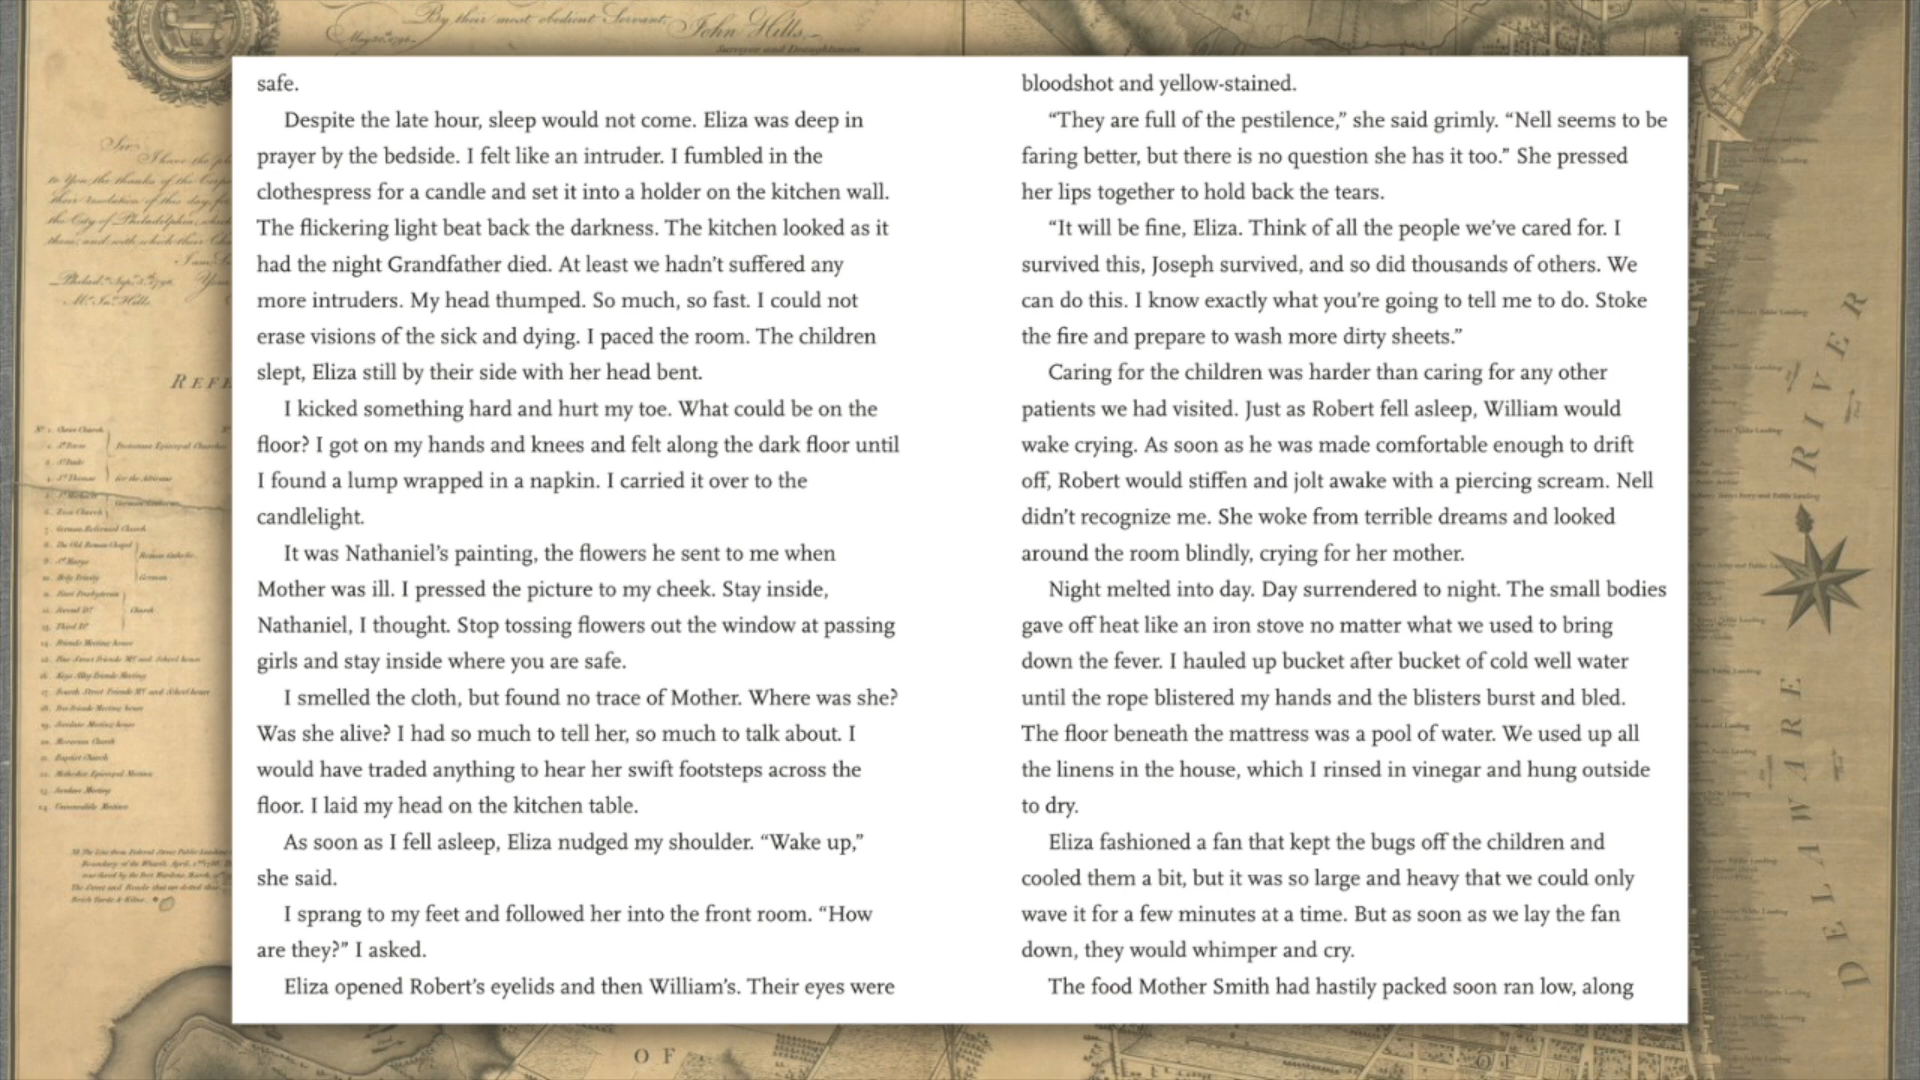 By their most obedient Servant,
John Hills,
Surveyor and Draughtsman.
safe.
Despite the late hour, sleep would not come. Eliza was deep in
prayer by the bedside. I felt like an intruder. I fumbled in the
clothespress for a candle and set it into a holder on the kitchen wall.
The flickering light beat back the darkness. The kitchen looked as it
had the night Grandfather died. At least we hadn’t suffered any
more intruders. My head thumped. So much, so fast. I could not
erase visions of the sick and dying. I paced the room. The children
slept, Eliza still by their side with her head bent.
I kicked something hard and hurt my toe. What could be on the
floor? I got on my hands and knees and felt along the dark floor until
I found a lump wrapped in a napkin. I carried it over to the
candlelight.
It was Nathaniel’s painting, the flowers he sent to me when
Mother was ill. I pressed the picture to my cheek. Stay inside,
Nathaniel, I thought. Stop tossing flowers out the window at passing
girls and stay inside where you are safe.
I smelled the cloth, but found no trace of Mother. Where was she?
Was she alive? I had so much to tell her, so much to talk about. I
would have traded anything to hear her swift footsteps across the
floor. I laid my head on the kitchen table.
As soon as I fell asleep, Eliza nudged my shoulder. “Wake up,”
she said.
I sprang to my feet and followed her into the front room. “How
are they?” I asked.
Eliza opened Robert’s eyelids and then William’s. Their eyes were
bloodshot and yellow-stained.
“They are full of the pestilence,” she said grimly. “Nell seems to be
faring better, but there is no question she has it too.” She pressed
her lips together to hold back the tears.
“It will be fine, Eliza. Think of all the people we’ve cared for. I
survived this, Joseph survived, and so did thousands of others. We
can do this. I know exactly what you’re going to tell me to do. Stoke
the fire and prepare to wash more dirty sheets.”
Caring for the children was harder than caring for any other
patients we had visited. Just as Robert fell asleep, William would
wake crying. As soon as he was made comfortable enough to drift
off, Robert would stiffen and jolt awake with a piercing scream. Nell
didn’t recognize me. She woke from terrible dreams and looked
around the room blindly, crying for her mother.
Night melted into day. Day surrendered to night. The small bodies
gave off heat like an iron stove no matter what we used to bring
down the fever. I hauled up bucket after bucket of cold well water
until the rope blistered my hands and the blisters burst and bled.
The floor beneath the mattress was a pool of water. We used up all
the linens in the house, which I rinsed in vinegar and hung outside
to dry.
Eliza fashioned a fan that kept the bugs off the children and
cooled them a bit, but it was so large and heavy that we could only
wave it for a few minutes at a time. But as soon as we lay the fan
down, they would whimper and cry.
The food Mother Smith had hastily packed soon ran low, along
DELAWARE RIVER
OF
OF